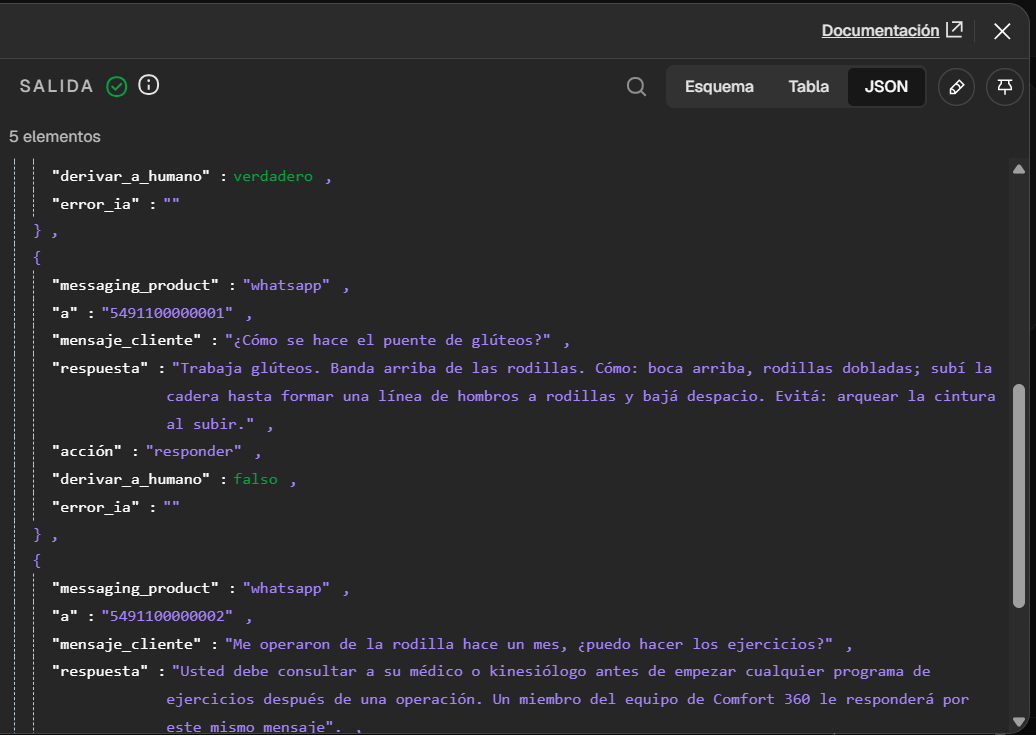 Documentación
SALIDA
Esquema Tabla JSON
5 elementos
"derivar_a_humano" : verdadero ,
"error_ia" : ""
} ,
{
"messaging_product" : "whatsapp" ,
"a" : "5491100000001" ,
"mensaje_cliente" : "¿Cómo se hace el puente de glúteos?" ,
"respuesta" : "Trabaja glúteos. Banda arriba de las rodillas. Cómo: boca arriba, rodillas dobladas; subí la
cadera hasta formar una línea de hombros a rodillas y bajá despacio. Evitá: arquear la cintura
al subir." ,
"acción" : "responder" ,
"derivar_a_humano" : falso ,
"error_ia" : ""
} ,
{
"messaging_product" : "whatsapp" ,
"a" : "5491100000002" ,
"mensaje_cliente" : "Me operaron de la rodilla hace un mes, ¿puedo hacer los ejercicios?" ,
"respuesta" : "Usted debe consultar a su médico o kinesiólogo antes de empezar cualquier programa de
ejercicios después de una operación. Un miembro del equipo de Comfort 360 le responderá por
este mismo mensaje". ,